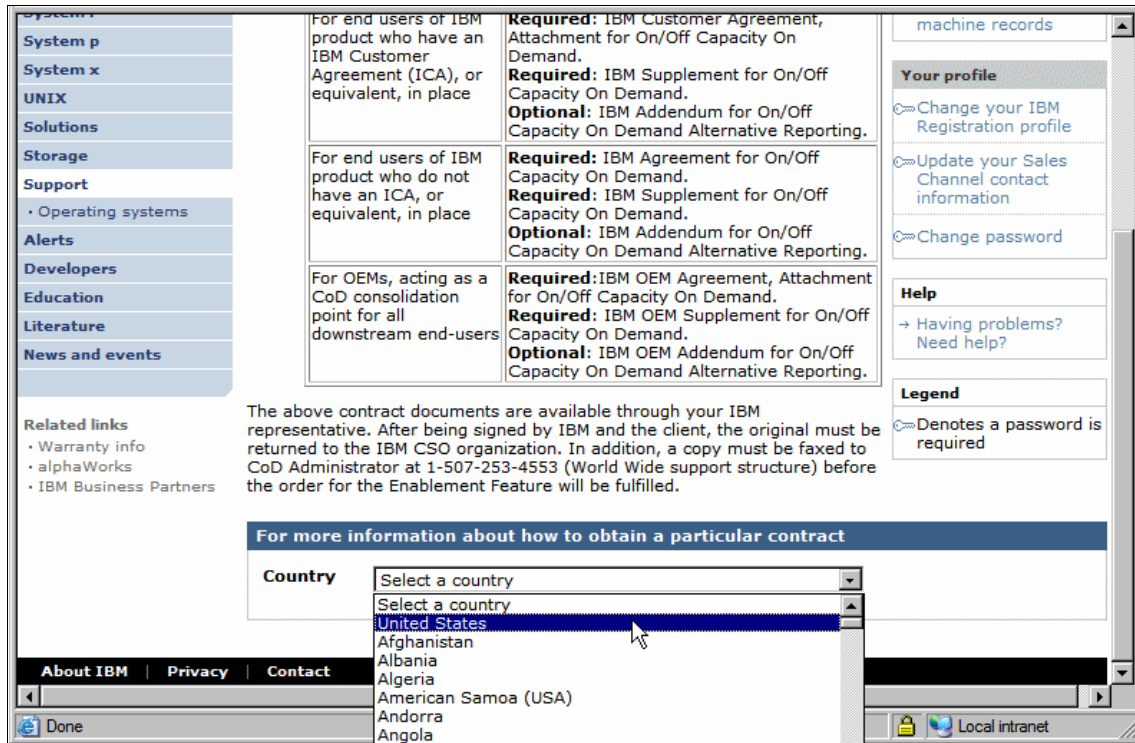 System i
System p
System x
UNIX
Solutions
Storage
Support
· Operating systems
Alerts
Developers
Education
Literature
News and events
Related links
· Warranty info
· alphaWorks
· IBM Business Partners
For end users of IBM
product who have an
IBM Customer
Agreement (ICA), or
equivalent, in place
Required: IBM Customer Agreement,
Attachment for On/Off Capacity On
Demand.
Required: IBM Supplement for On/Off
Capacity On Demand.
Optional: IBM Addendum for On/Off
Capacity On Demand Alternative Reporting.
For end users of IBM
product who do not
have an ICA, or
equivalent, in place
Required: IBM Agreement for On/Off
Capacity On Demand.
Required: IBM Supplement for On/Off
Capacity On Demand.
Optional: IBM Addendum for On/Off
Capacity On Demand Alternative Reporting.
For OEMs, acting as a
CoD consolidation
point for all
downstream end-users
Required:IBM OEM Agreement, Attachment
for On/Off Capacity On Demand.
Required: IBM OEM Supplement for On/Off
Capacity On Demand.
Optional: IBM OEM Addendum for On/Off
Capacity On Demand Alternative Reporting.
The above contract documents are available through your IBM
representative. After being signed by IBM and the client, the original must be
returned to the IBM CSO organization. In addition, a copy must be faxed to
CoD Administrator at 1-507-253-4553 (World Wide support structure) before
the order for the Enablement Feature will be fulfilled.
For more information about how to obtain a particular contract
Country
Select a country
Select a country
United States
Afghanistan
Albania
Algeria
American Samoa (USA)
Andorra
Angola
machine records
Your profile
Change your IBM
Registration profile
Update your Sales
Channel contact
information
Change password
Help
→ Having problems?
Need help?
Legend
Denotes a password is
required
About IBM | Privacy | Contact
Done
Local intranet